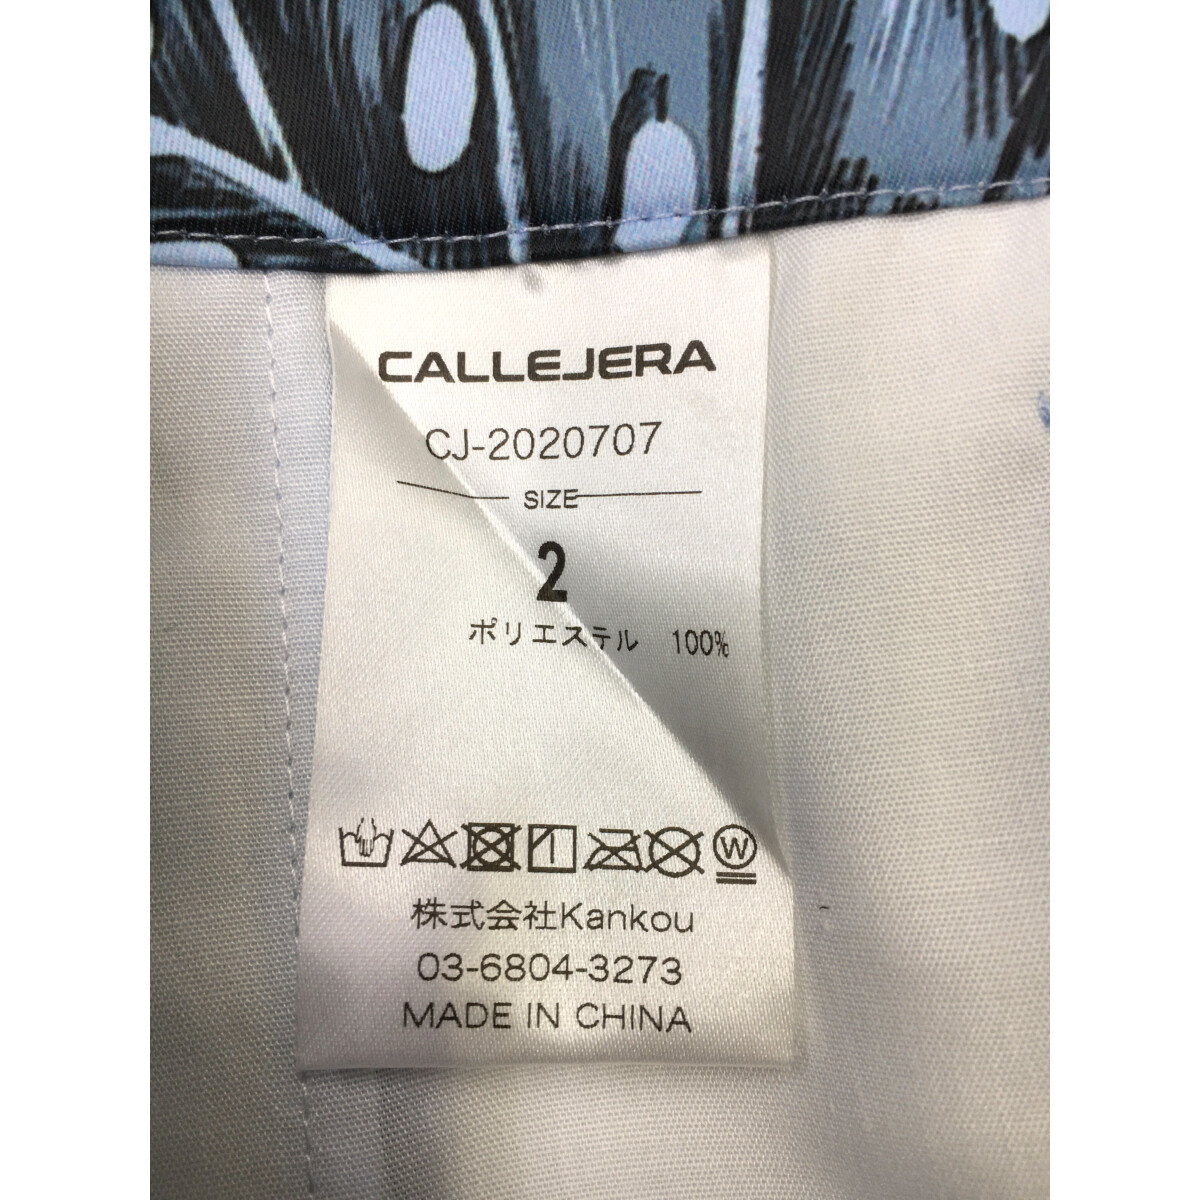 CALLEJERA
CJ-2020707
SIZE
2
ポリエステル 100%
W
株式会社Kankou
03-6804-3273
MADE IN CHINA